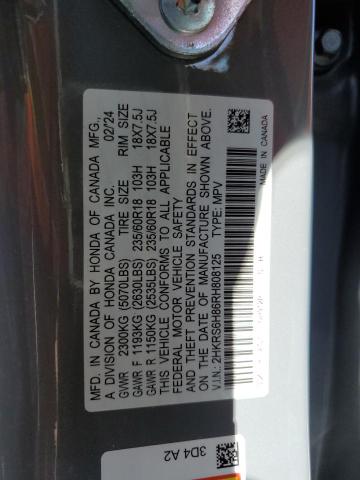 MFD. IN CANADA BY HONDA OF CANADA MFG.,
A DIVISION OF HONDA CANADA INC. 02/24
GVWR 2300KG (5070LBS) TIRE SIZE RIM SIZE
GAWR F 1193KG (2630LBS) 235/60R18 103H 18X7.5J
GAWR R 1150KG (2535LBS) 235/60R18 103H 18X7.5J
THIS VEHICLE CONFORMS TO ALL APPLICABLE
FEDERAL MOTOR VEHICLE SAFETY
AND THEFT PREVENTION STANDARDS IN EFFECT
ON THE DATE OF MANUFACTURE SHOWN ABOVE.
V.I.N.: 2HKRS6H86RH808125 TYPE: MPV
MADE IN CANADA
3D4 A2